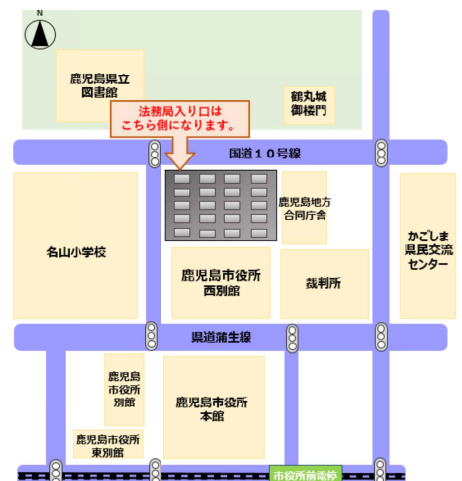 N
鹿児島県立
図書館
鶴丸城
御楼門
法務局入り口は
こちら側になります。
国道１０号線
名山小学校
鹿児島地方
合同庁舎
かごしま
県民交流
センター
鹿児島市役所
西別館
裁判所
県道蒲生線
鹿児島
市役所
別館
鹿児島市役所
本館
鹿児島市役所
東別館
市役所前電停